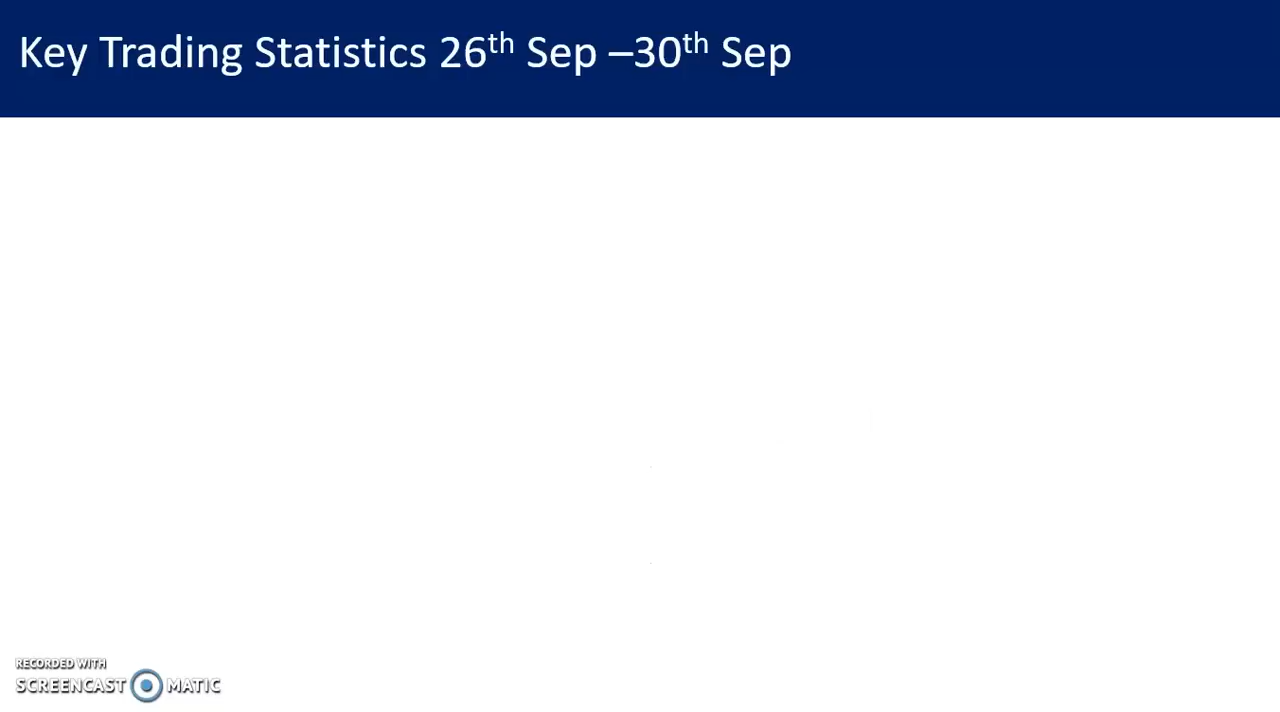 Key Trading Statistics 26th Sep –30th Sep
RECORDED WITH
SCREENCAST MATIC